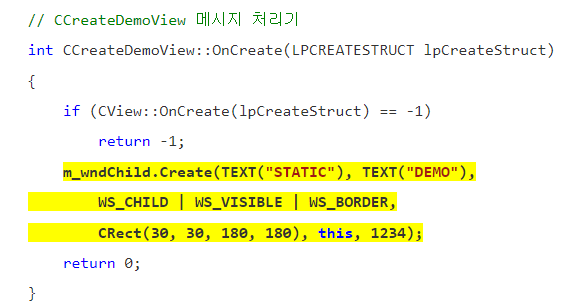 // CCreateDemoView 메시지 처리기
int CCreateDemoView::OnCreate(LPCREATESTRUCT lpCreateStruct)
{
if (CView::OnCreate(lpCreateStruct) == -1)
return -1;
m_wndChild.Create(TEXT("STATIC"), TEXT("DEMO"),
WS_CHILD | WS_VISIBLE | WS_BORDER,
CRect(30, 30, 180, 180), this, 1234);
return 0;
}